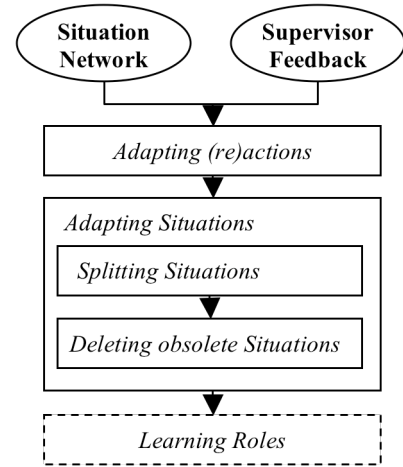 Situation
Network
Supervisor
Feedback
Adapting (re)actions
Adapting Situations
Splitting Situations
Deleting obsolete Situations
Learning Roles